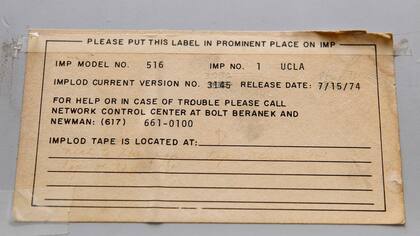 PLEASE PUT THIS LABEL IN PROMINENT PLACE ON IMP
IMP MODEL NO. 516 IMP NO. 1 UCLA
IMPLOD CURRENT VERSION NO. 3145 RELEASE DATE: 7/15/74
FOR HELP OR IN CASE OF TROUBLE PLEASE CALL
NETWORK CONTROL CENTER AT BOLT BERANEK AND
NEWMAN: (617) 661-0100
IMPLOD TAPE IS LOCATED AT: